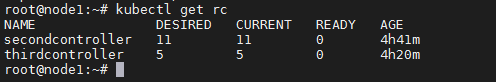 root@node1:~# kubectl get rc
NAME DESIRED CURRENT READY AGE
secondcontroller 11 11 0 4h41m
thirdcontroller 5 5 0 4h20m
root@node1:~#